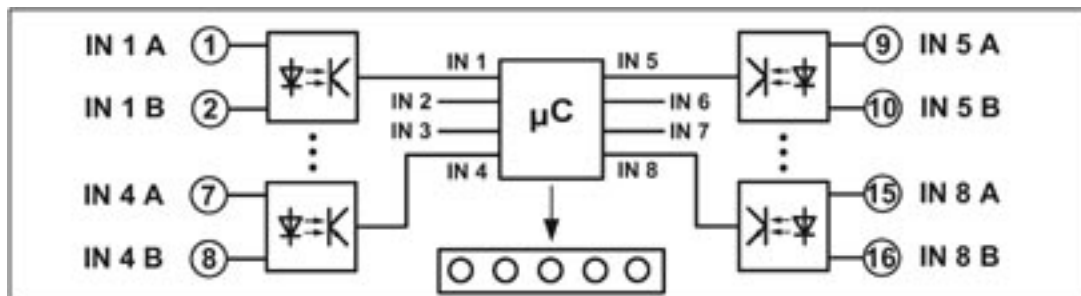 IN 1 A 1 IN 1 IN 5 9 IN 5 A
IN 1 B 2 IN 2 µC IN 6 10 IN 5 B
IN 3 IN 7
IN 4 A 7 IN 4 IN 8 15 IN 8 A
IN 4 B 8 16 IN 8 B